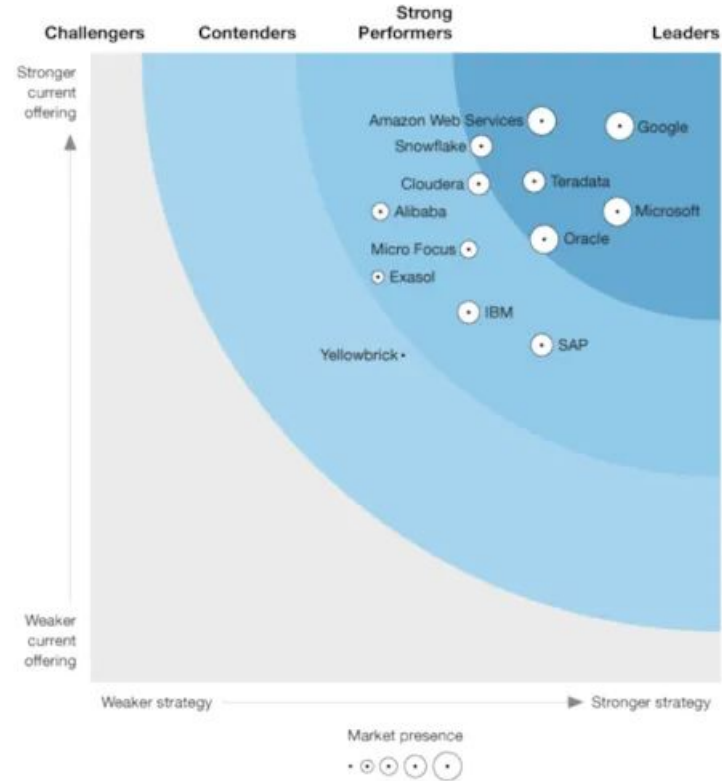 Challengers
Contenders
Strong
Performers
Leaders
Stronger
current
offering
Amazon Web Services
Google
Snowflake
Cloudera
Teradata
Alibaba
Microsoft
Oracle
Micro Focus
Exasol
IBM
SAP
Yellowbrick
Weaker
current
offering
Weaker strategy
Stronger strategy
Market presence